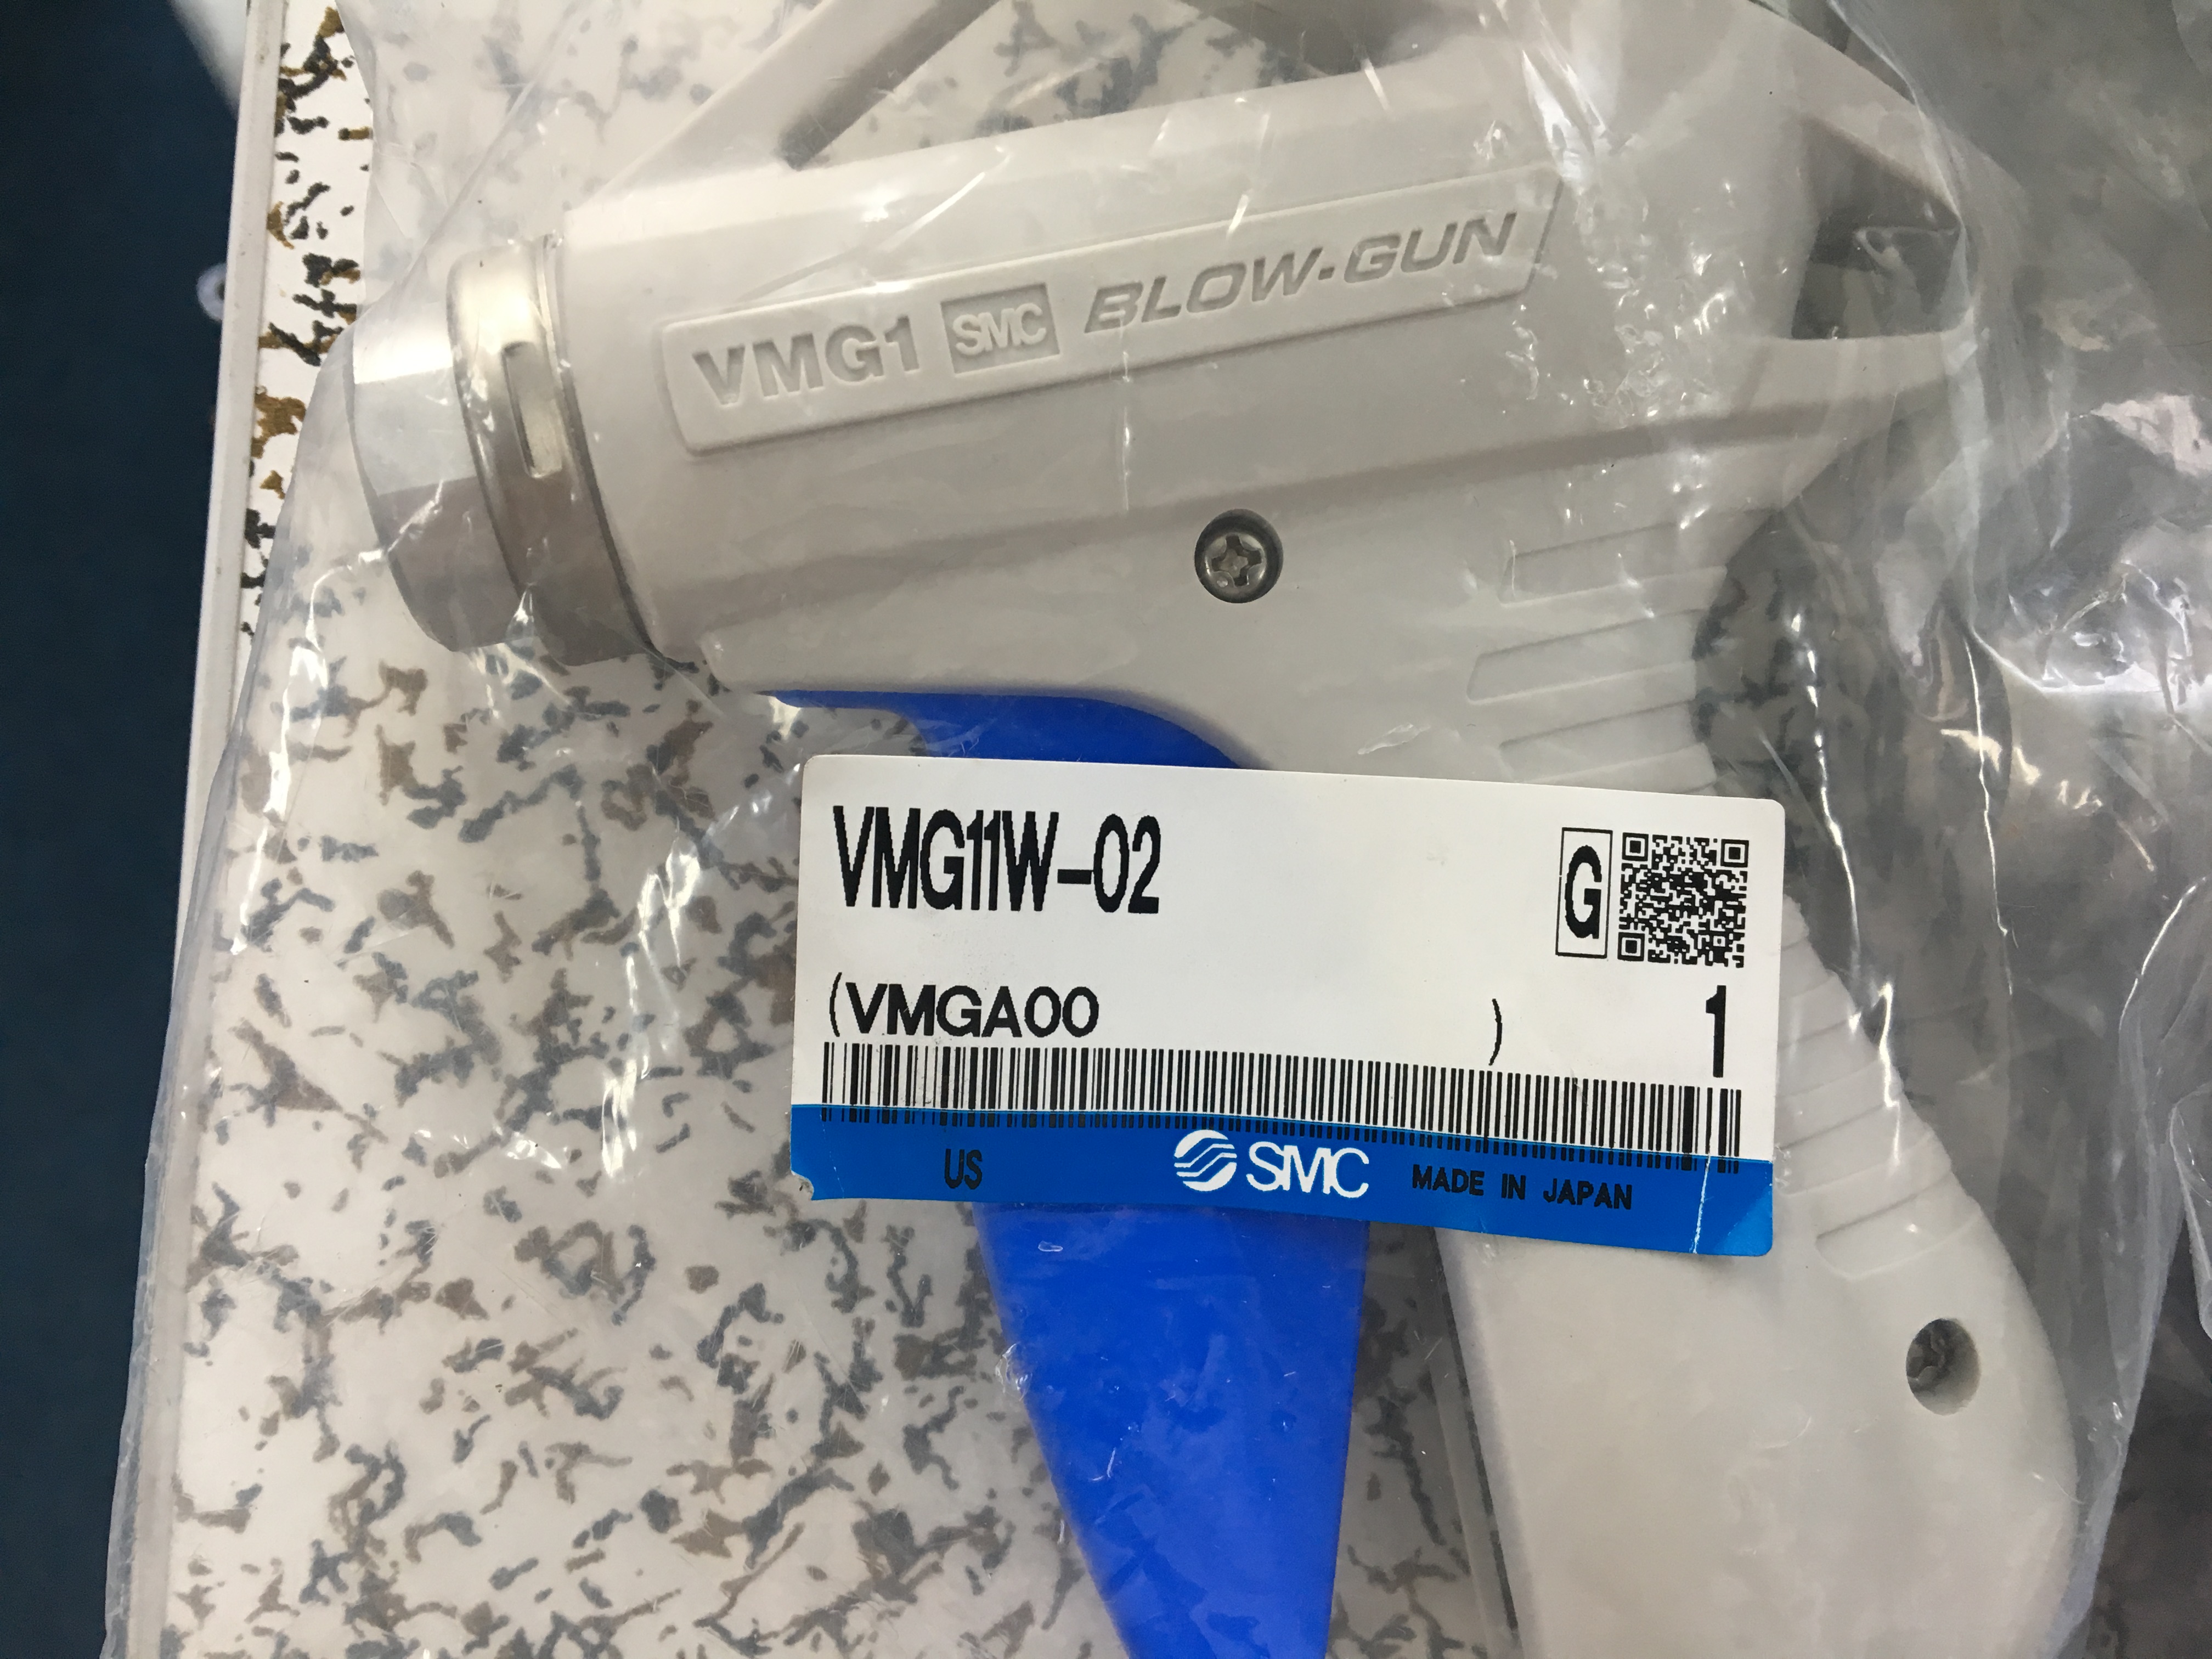 VMG1 SMC BLOW-GUN
VMG11W-02
G
(VMGA00 )
1
US
SMC
MADE IN JAPAN